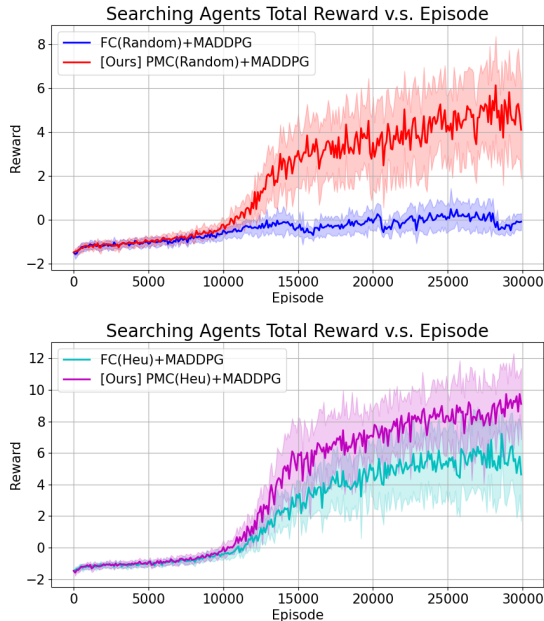 Searching Agents Total Reward v.s. Episode
FC(Random)+MADDPG
[Ours] PMC(Random)+MADDPG
Reward
8
6
4
2
0
−2
0 5000 10000 15000 20000 25000 30000
Episode
Searching Agents Total Reward v.s. Episode
FC(Heu)+MADDPG
[Ours] PMC(Heu)+MADDPG
Reward
12
10
8
6
4
2
0
−2
0 5000 10000 15000 20000 25000 30000
Episode